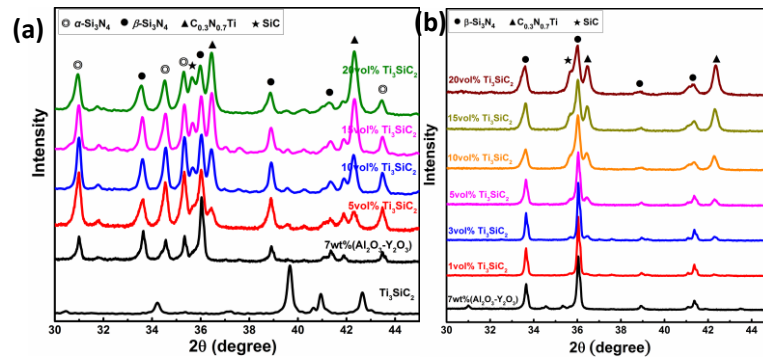 (a)
◎ α-Si₃N₄ ● β-Si₃N₄ ▲ C₀.₃N₀.₇Ti ★ SiC
20vol% Ti₃SiC₂
15vol% Ti₃SiC₂
10vol% Ti₃SiC₂
5vol% Ti₃SiC₂
7wt%(Al₂O₃-Y₂O₃)
Ti₃SiC₂
Intensity
30 32 34 36 38 40 42 44
2θ (degree)
(b)
● β-Si₃N₄ ▲ C₀.₃N₀.₇Ti ★ SiC
20vol% Ti₃SiC₂
15vol% Ti₃SiC₂
10vol% Ti₃SiC₂
5vol% Ti₃SiC₂
3vol% Ti₃SiC₂
1vol% Ti₃SiC₂
7wt%(Al₂O₃-Y₂O₃)
Intensity
30 32 34 36 38 40 42 44
2θ (degree)